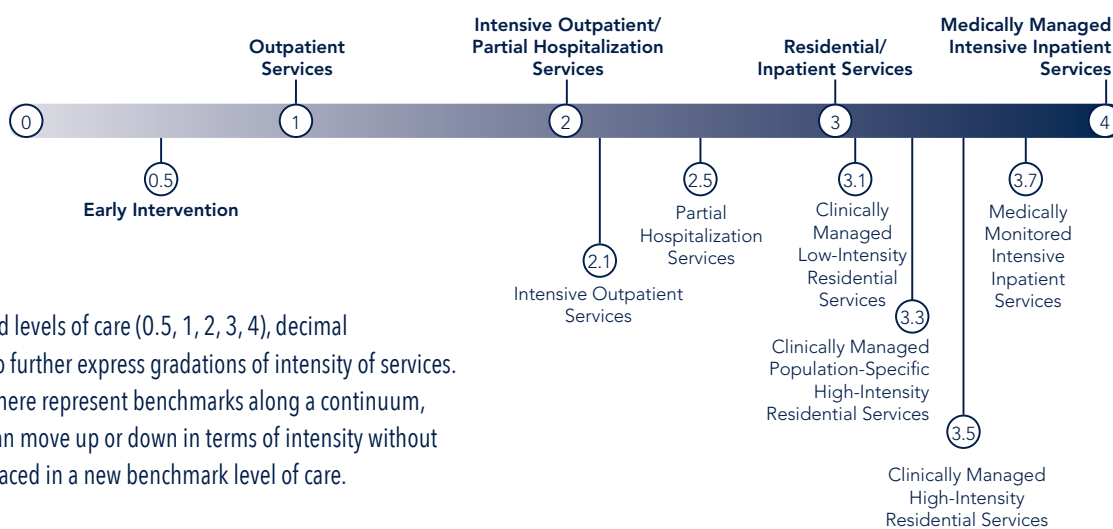 Intensive Outpatient/
Partial Hospitalization
Services
Medically Managed
Intensive Inpatient
Services
Outpatient
Services
Residential/
Inpatient Services
0
1
2
3
4
0.5
Early Intervention
2.1
Intensive Outpatient
Services
2.5
Partial
Hospitalization
Services
3.1
Clinically
Managed
Low-Intensity
Residential
Services
3.3
Clinically Managed
Population-Specific
High-Intensity
Residential Services
3.5
Clinically Managed
High-Intensity
Residential Services
3.7
Medically
Monitored
Intensive
Inpatient
Services
levels of care (0.5, 1, 2, 3, 4), decimal
further express gradations of intensity of services.
here represent benchmarks along a continuum,
move up or down in terms of intensity without
in a new benchmark level of care.